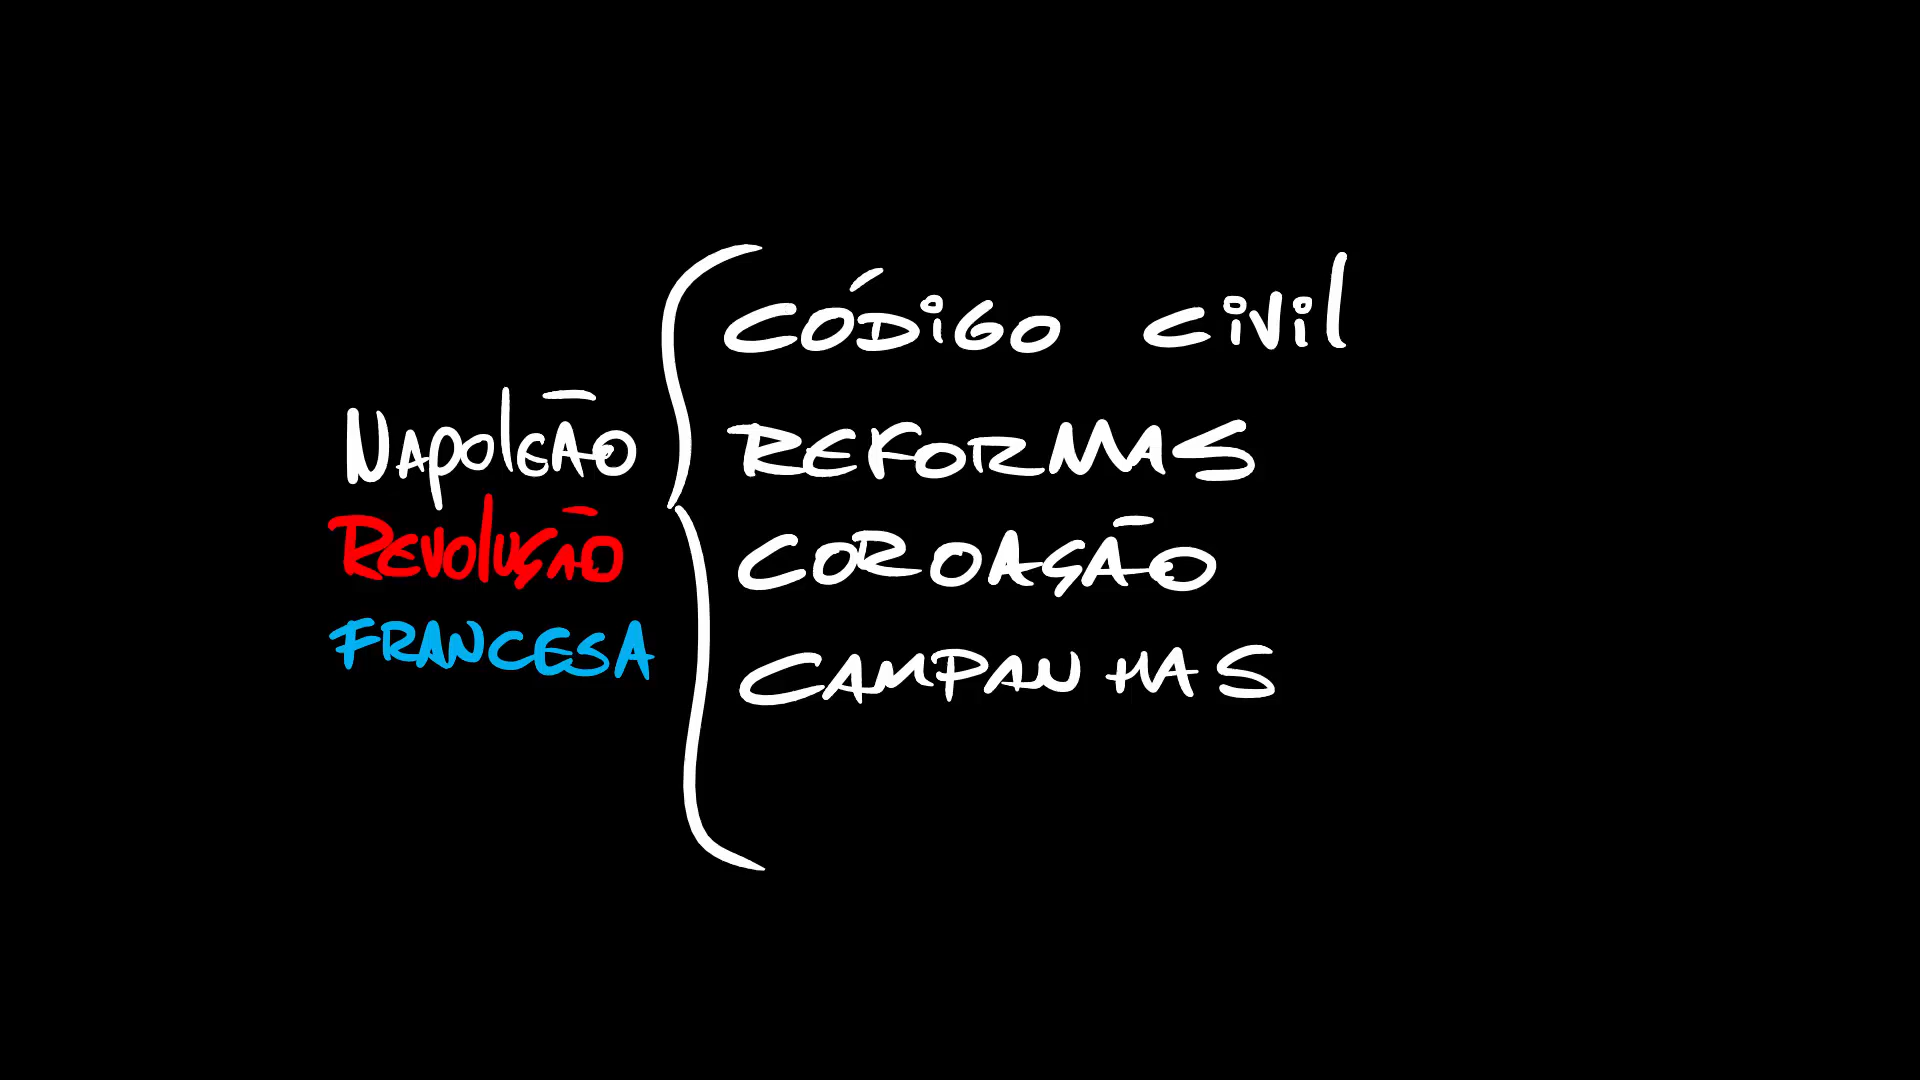 Napoleão
Revolução
Francesa
Código Civil
Reformas
Coroação
Campanhas